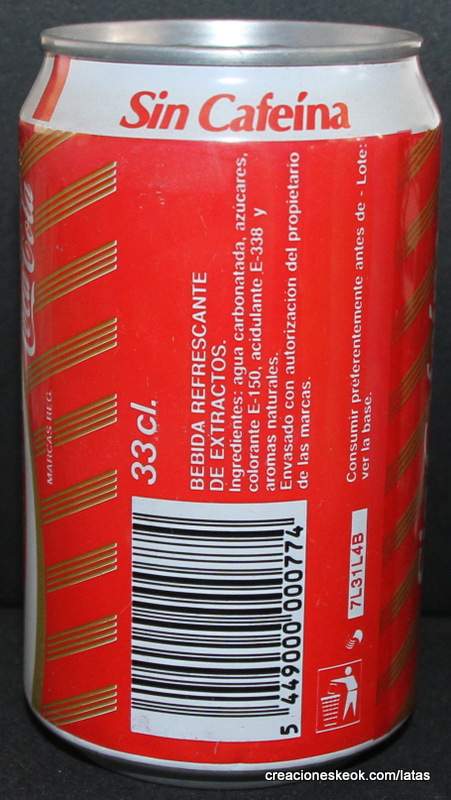 Sin Cafeína
Coca-Cola
MARCAS REG.
33 cl.
BEBIDA REFRESCANTE
DE EXTRACTOS.
Ingredientes: agua carbonatada, azúcares,
colorante E-150, acidulante E-338 y
aromas naturales.
Envasado con autorización del propietario
de las marcas.
Consumir preferentemente antes de - Lote:
ver la base.
7L31L4B
5 449000 000774
creacioneskeok.com/latas